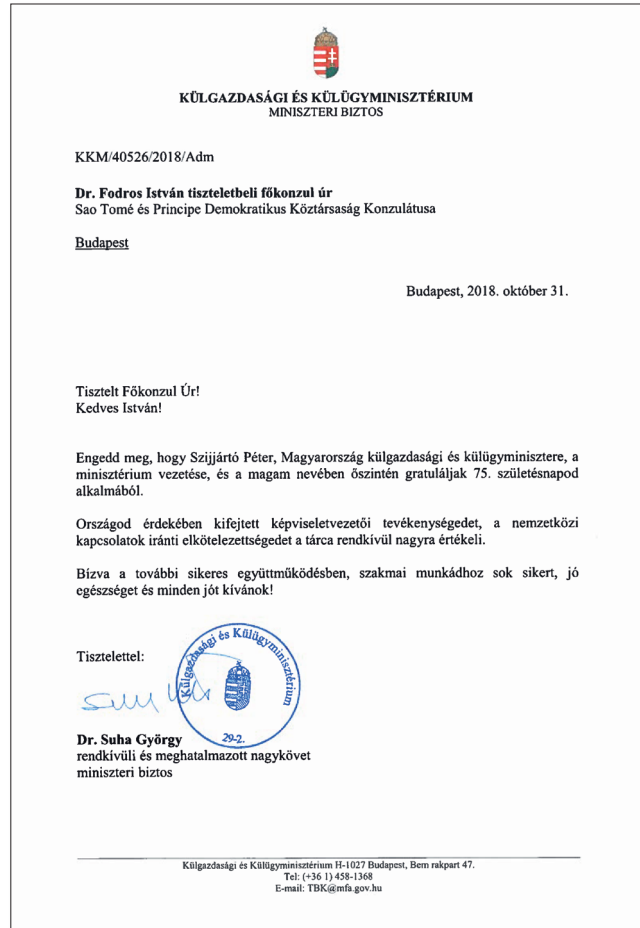 KÜLGAZDASÁGI ÉS KÜLÜGYMINISZTÉRIUM
MINISZTERI BIZTOS
KKM/40526/2018/Adm
Dr. Fodros István tiszteletbeli főkonzul úr
Sao Tomé és Principe Demokratikus Köztársaság Konzulátusa
Budapest
Budapest, 2018. október 31.
Tisztelt Főkonzul Úr!
Kedves István!
Engedd meg, hogy Szijjártó Péter, Magyarország külgazdasági és külügyminisztere, a
minisztérium vezetése, és a magam nevében őszintén gratuláljak 75. születésnapod
alkalmából.
Országod érdekében kifejtett képviseletvezetői tevékenységedet, a nemzetközi
kapcsolatok iránti elkötelezettségedet a tárca rendkívül nagyra értékeli.
Bízva a további sikeres együttműködésben, szakmai munkádhoz sok sikert, jó
egészséget és minden jót kívánok!
Tisztelettel:
Külgazdasági és Külügyminisztérium
29-2.
Dr. Suha György
rendkívüli és meghatalmazott nagykövet
miniszteri biztos
Külgazdasági és Külügyminisztérium H-1027 Budapest, Bem rakpart 47.
Tel: (+36 1) 458-1368
E-mail: TBK@mfa.gov.hu